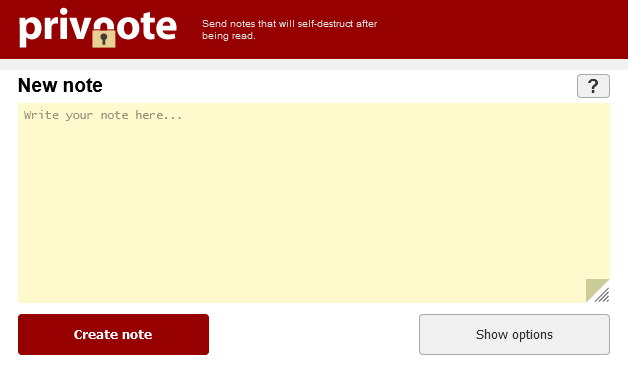 privnote
Send notes that will self-destruct after
being read.
New note
?
Write your note here...
Create note
Show options